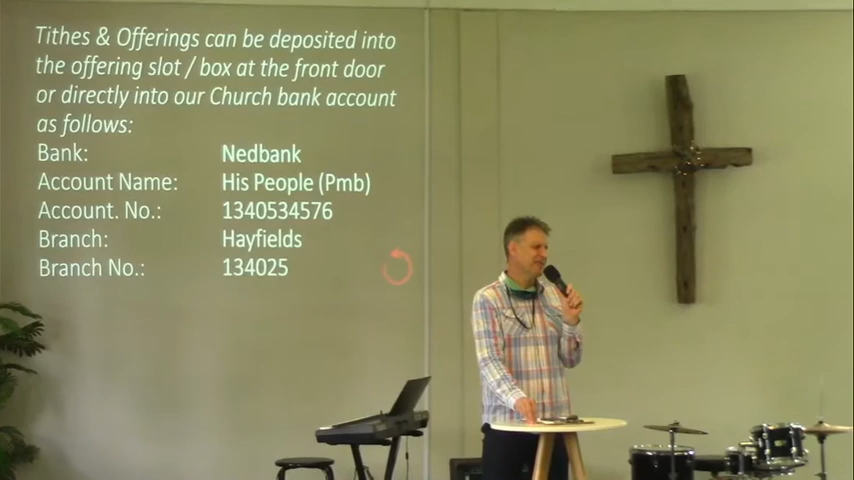 Tithes & Offerings can be deposited into
the offering slot / box at the front door
or directly into our Church bank account
as follows:
Bank: Nedbank
Account Name: His People (Pmb)
Account. No.: 1340534576
Branch: Hayfields
Branch No.: 134025